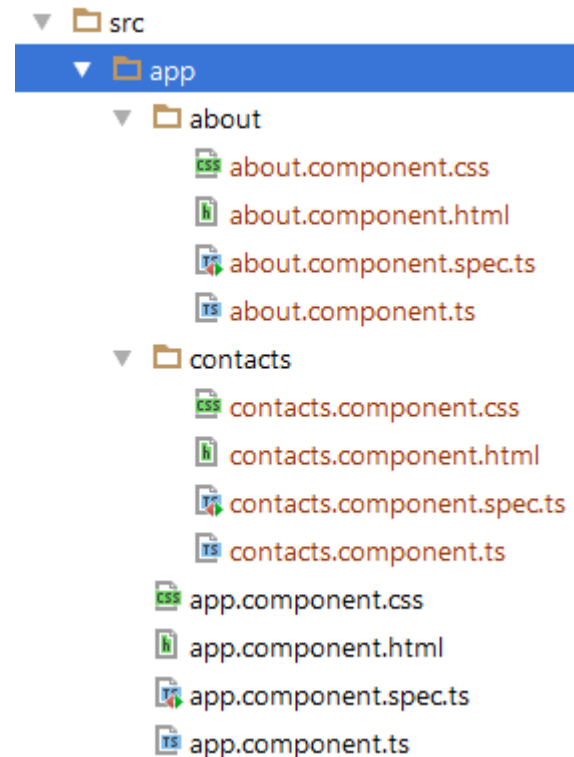 src
app
about
about.component.css
about.component.html
about.component.spec.ts
about.component.ts
contacts
contacts.component.css
contacts.component.html
contacts.component.spec.ts
contacts.component.ts
app.component.css
app.component.html
app.component.spec.ts
app.component.ts